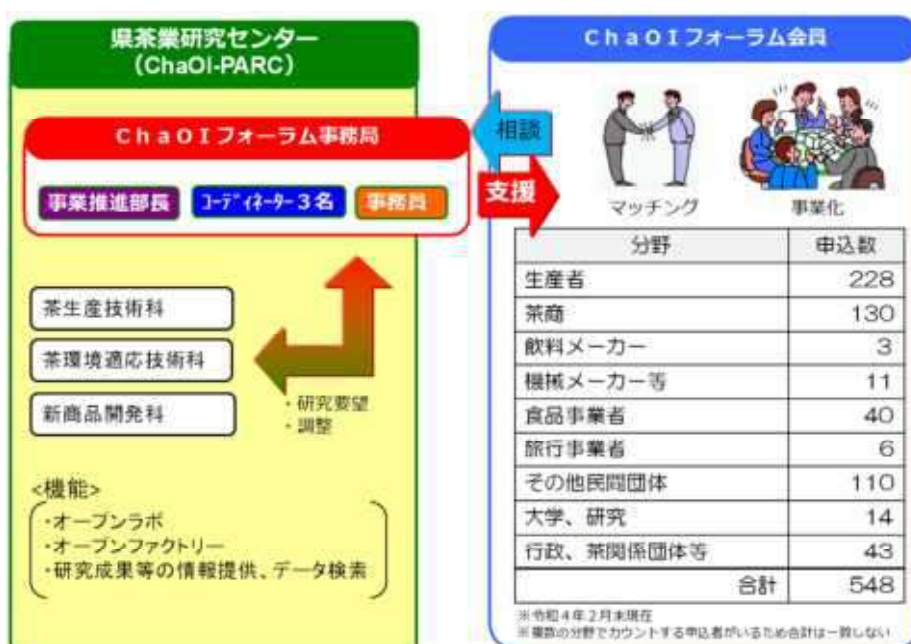 県茶業研究センター
(ChaOI-PARC)
ChaOIフォーラム事務局
事業推進部長
コーディネーター3名
事務員
茶生産技術科
茶環境適応技術科
新商品開発科
・研究要望
・調整
<機能>
・オープンラボ
・オープンファクトリー
・研究成果等の情報提供、データ検索
相談
支援
ChaOIフォーラム会員
マッチング
事業化
分野 申込数
生産者 228
茶商 130
飲料メーカー 3
機械メーカー等 11
食品事業者 40
旅行事業者 6
その他民間団体 110
大学、研究 14
行政、茶関係団体等 43
合計 548
※令和4年2月末現在
※複数の分野でカウントする申込者がいるため合計は一致しない